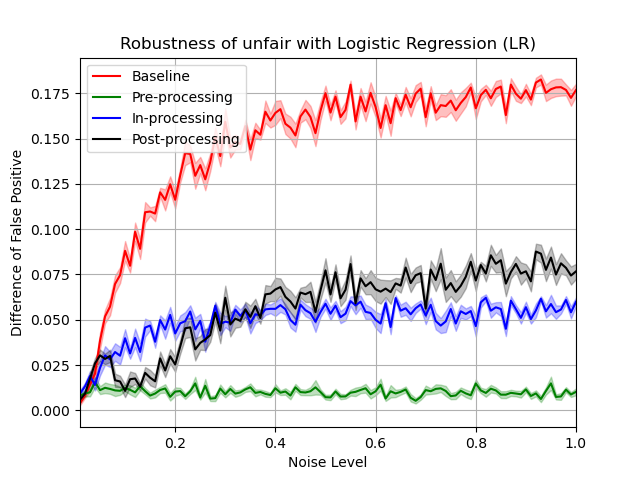 Robustness of unfair with Logistic Regression (LR)
Baseline
Pre-processing
In-processing
Post-processing
Difference of False Positive
0.175
0.150
0.125
0.100
0.075
0.050
0.025
0.000
0.2
0.4
0.6
0.8
1.0
Noise Level